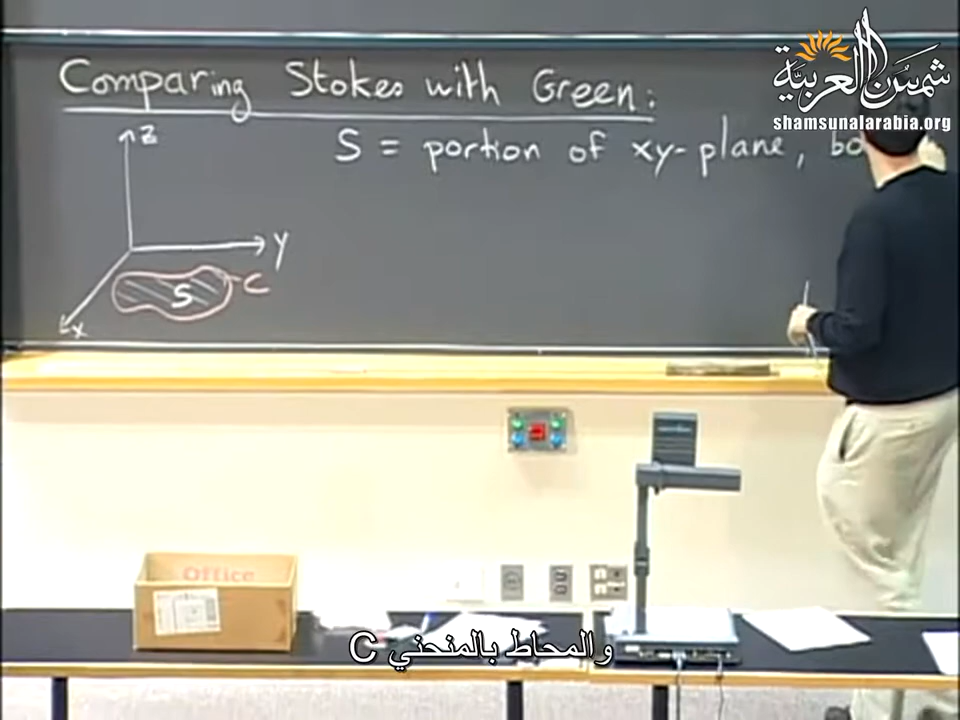 شمس العربية
shamsunalarabia.org
Comparing Stokes with Green:
S = portion of xy-plane, bo
z
y
x
C
S
Office
والمحاط بالمنحني C